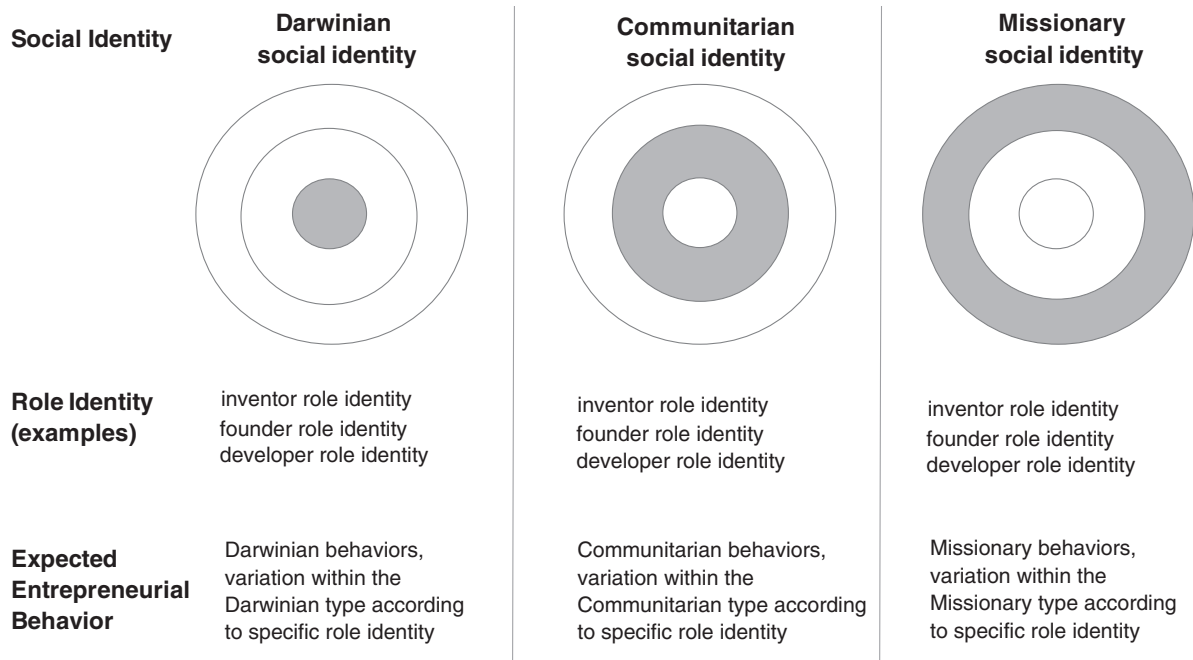 Social Identity
Darwinian
social identity
Communitarian
social identity
Missionary
social identity
Role Identity
(examples)
inventor role identity
founder role identity
developer role identity
inventor role identity
founder role identity
developer role identity
inventor role identity
founder role identity
developer role identity
Expected
Entrepreneurial
Behavior
Darwinian behaviors,
variation within the
Darwinian type according
to specific role identity
Communitarian behaviors,
variation within the
Communitarian type according
to specific role identity
Missionary behaviors,
variation within the
Missionary type according
to specific role identity